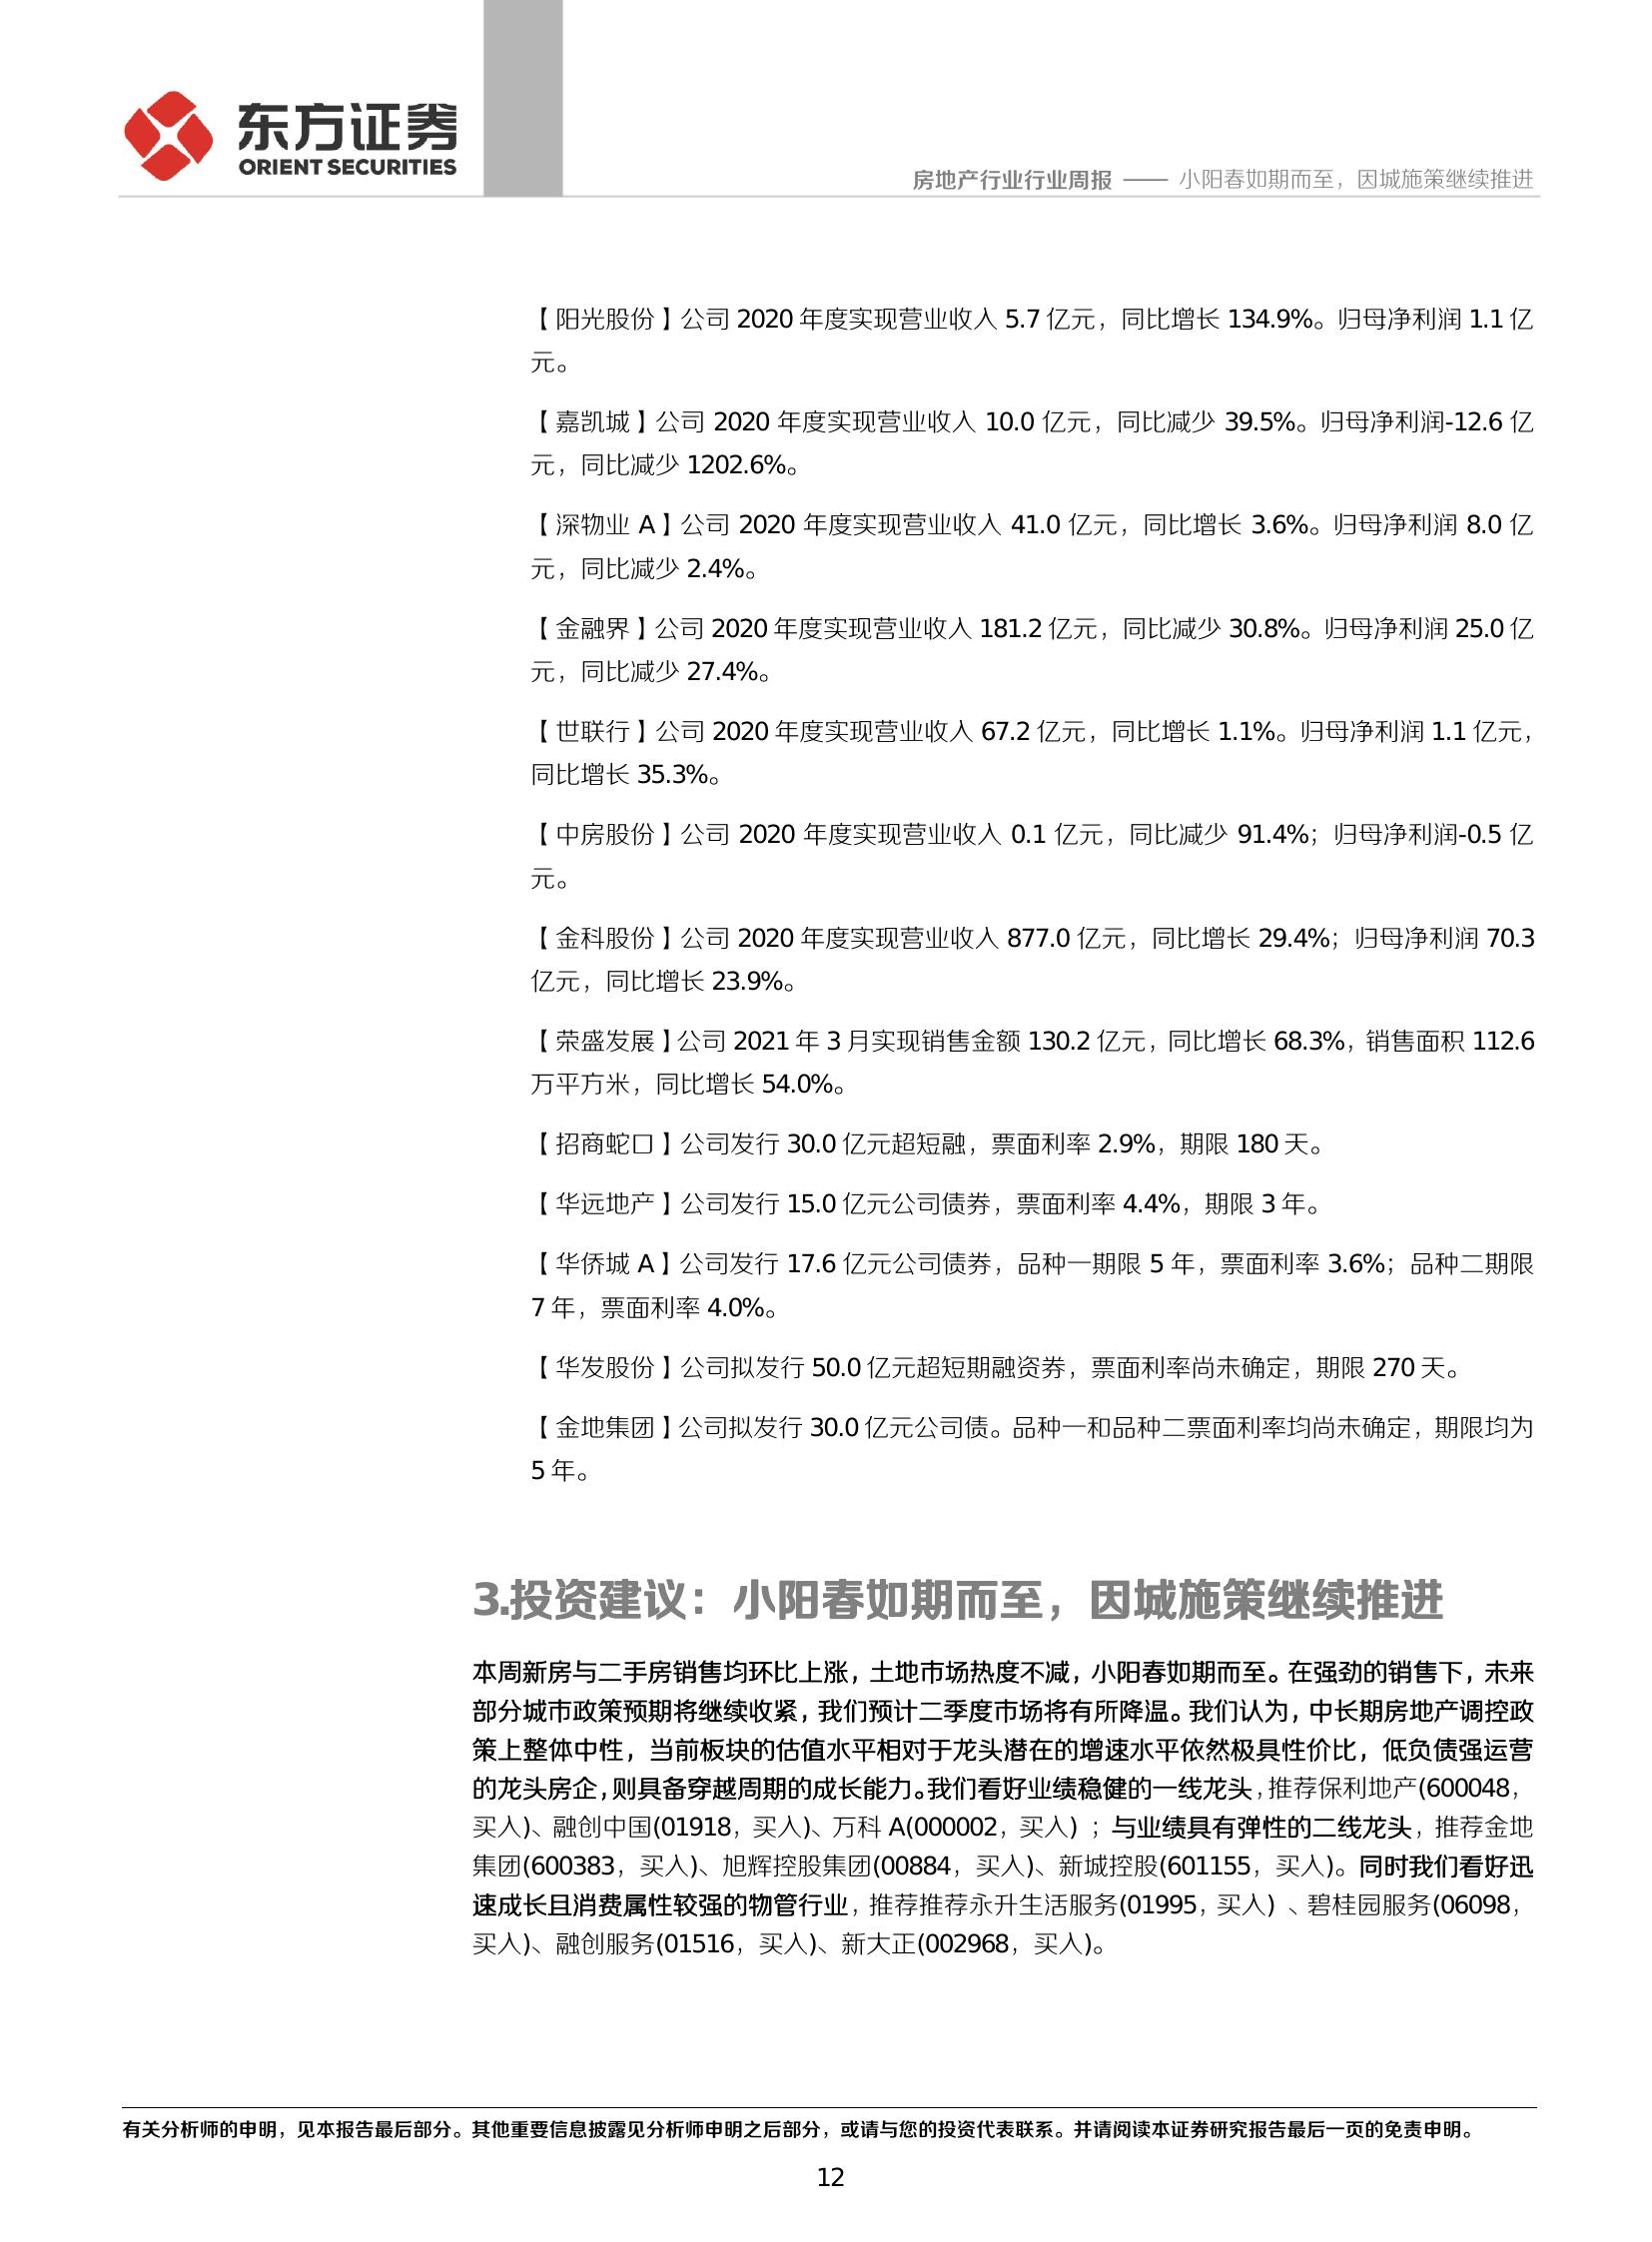 东方证券
ORIENT SECURITIES
房地产行业行业周报 —— 小阳春如期而至，因城施策继续推进
【阳光股份】公司 2020 年度实现营业收入 5.7 亿元，同比增长 134.9%。归母净利润 1.1 亿
元。
【嘉凯城】公司 2020 年度实现营业收入 10.0 亿元，同比减少 39.5%。归母净利润-12.6 亿
元，同比减少 1202.6%。
【深物业 A】公司 2020 年度实现营业收入 41.0 亿元，同比增长 3.6%。归母净利润 8.0 亿
元，同比减少 2.4%。
【金融界】公司 2020 年度实现营业收入 181.2 亿元，同比减少 30.8%。归母净利润 25.0 亿
元，同比减少 27.4%。
【世联行】公司 2020 年度实现营业收入 67.2 亿元，同比增长 1.1%。归母净利润 1.1 亿元，
同比增长 35.3%。
【中房股份】公司 2020 年度实现营业收入 0.1 亿元，同比减少 91.4%；归母净利润-0.5 亿
元。
【金科股份】公司 2020 年度实现营业收入 877.0 亿元，同比增长 29.4%；归母净利润 70.3
亿元，同比增长 23.9%。
【荣盛发展】公司 2021 年 3 月实现销售金额 130.2 亿元，同比增长 68.3%，销售面积 112.6
万平方米，同比增长 54.0%。
【招商蛇口】公司发行 30.0 亿元超短融，票面利率 2.9%，期限 180 天。
【华远地产】公司发行 15.0 亿元公司债券，票面利率 4.4%，期限 3 年。
【华侨城 A】公司发行 17.6 亿元公司债券，品种一期限 5 年，票面利率 3.6%；品种二期限
7 年，票面利率 4.0%。
【华发股份】公司拟发行 50.0 亿元超短期融资券，票面利率尚未确定，期限 270 天。
【金地集团】公司拟发行 30.0 亿元公司债。品种一和品种二票面利率均尚未确定，期限均为
5 年。
3.投资建议：小阳春如期而至，因城施策继续推进
本周新房与二手房销售均环比上涨，土地市场热度不减，小阳春如期而至。在强劲的销售下，未来
部分城市政策预期将继续收紧，我们预计二季度市场将有所降温。我们认为，中长期房地产调控政
策上整体中性，当前板块的估值水平相对于龙头潜在的增速水平依然极具性价比，低负债强运营
的龙头房企，则具备穿越周期的成长能力。我们看好业绩稳健的一线龙头，推荐保利地产(600048，
买入)、融创中国(01918，买入)、万科 A(000002，买入)；与业绩具有弹性的二线龙头，推荐金地
集团(600383，买入)、旭辉控股集团(00884，买入)、新城控股(601155，买入)。同时我们看好迅
速成长且消费属性较强的物管行业，推荐推荐永升生活服务(01995，买入) 、碧桂园服务(06098，
买入)、融创服务(01516，买入)、新大正(002968，买入)。
有关分析师的申明，见本报告最后部分。其他重要信息披露见分析师申明之后部分，或请与您的投资代表联系。并请阅读本证券研究报告最后一页的免责申明。
12